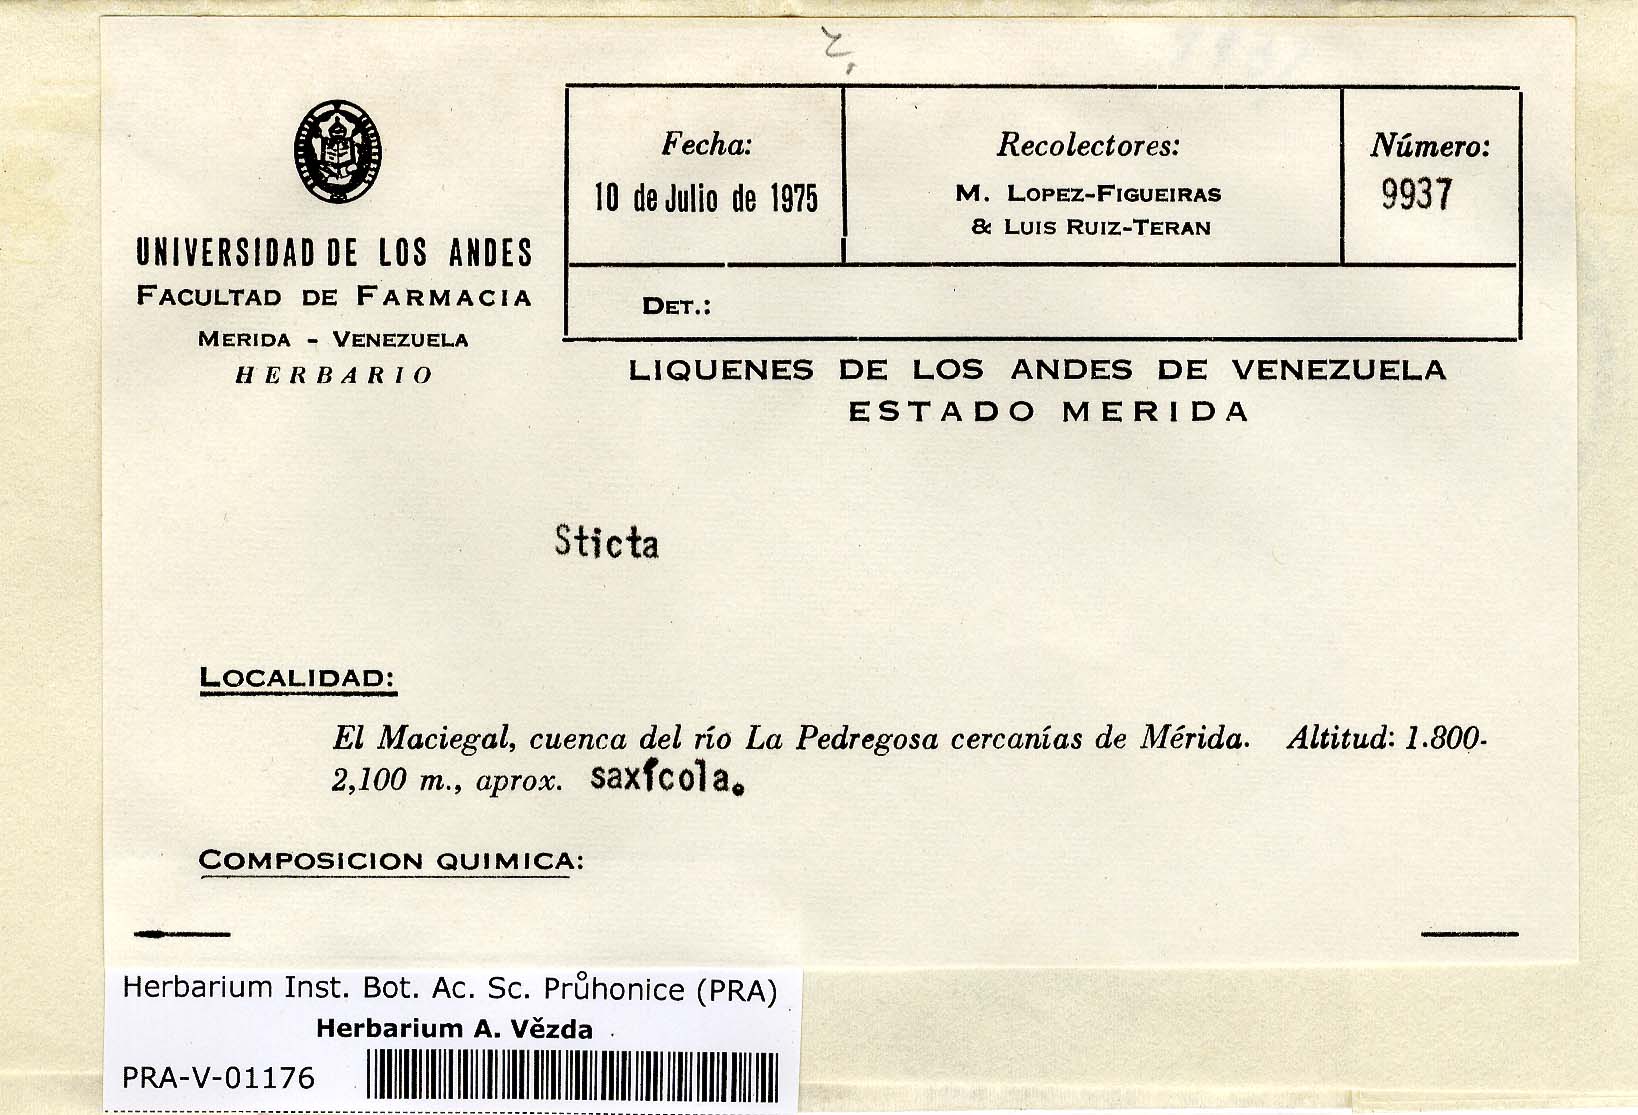 Fecha:
10 de Julio de 1975
Recolectores:
M. LOPEZ-FIGUEIRAS
& LUIS RUIZ-TERAN
Número:
9937
DET.:
UNIVERSIDAD DE LOS ANDES
FACULTAD DE FARMACIA
MERIDA - VENEZUELA
HERBARIO
LIQUENES DE LOS ANDES DE VENEZUELA
ESTADO MERIDA
Sticta
LOCALIDAD:
El Maciegal, cuenca del río La Pedregosa cercanías de Mérida. Altitud: 1.800-
2,100 m., aprox. saxícola.
COMPOSICION QUIMICA:
Herbarium Inst. Bot. Ac. Sc. Průhonice (PRA)
Herbarium A. Vězda
PRA-V-01176